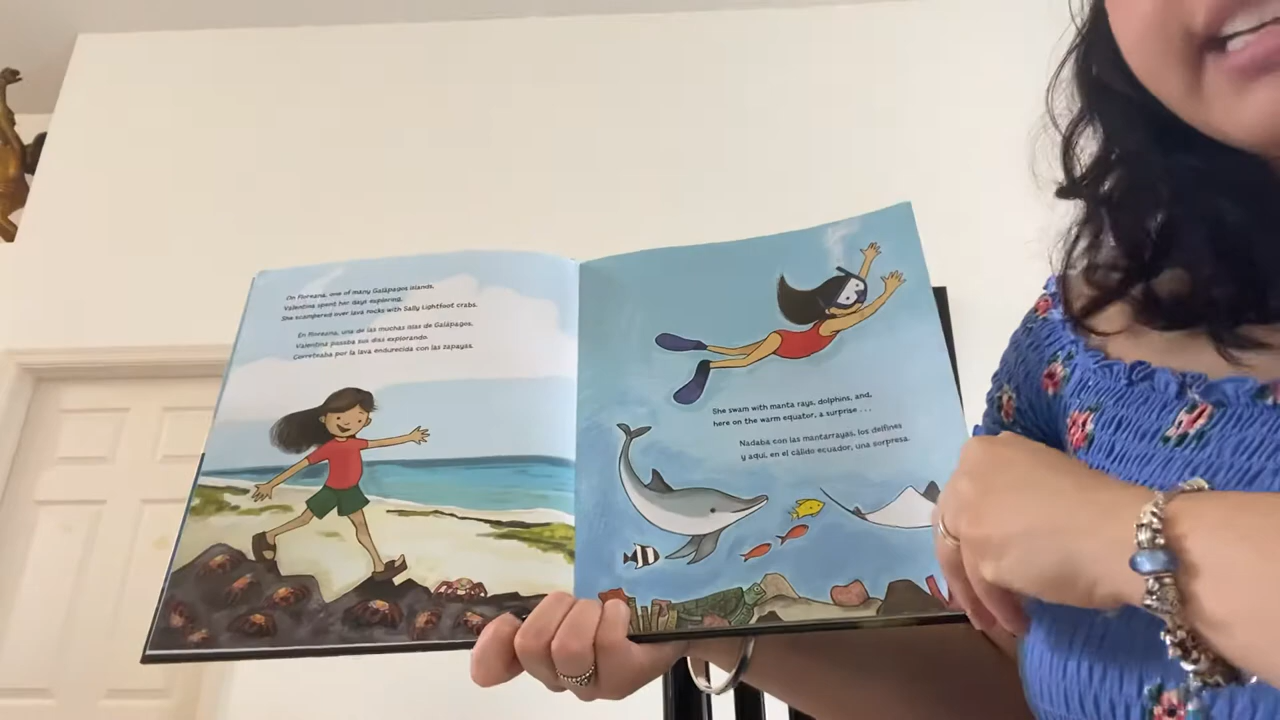 On Floreana, one of many Galápagos islands,
Valentina spent her days exploring.
She scampered over lava rocks with Sally Lightfoot crabs.
En Floreana, una de las muchas islas de Galápagos,
Valentina pasaba sus días explorando.
Correteaba por la lava endurecida con las zapayas.
She swam with manta rays, dolphins, and,
here on the warm equator, a surprise . . .
Nadaba con las mantarrayas, los delfines
y aquí, en el cálido ecuador, una sorpresa.